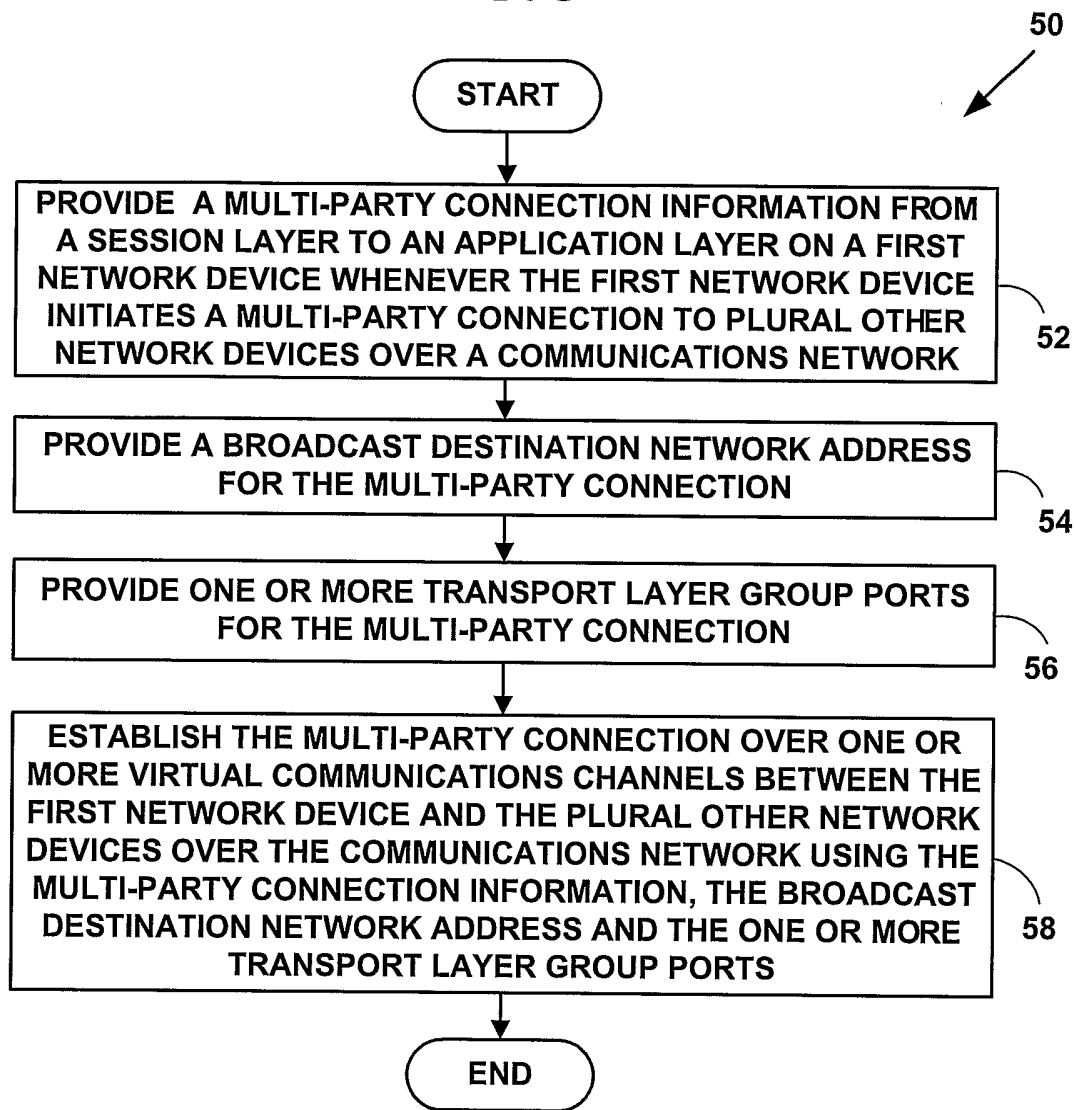 50
START
PROVIDE A MULTI-PARTY CONNECTION INFORMATION FROM
A SESSION LAYER TO AN APPLICATION LAYER ON A FIRST
NETWORK DEVICE WHENEVER THE FIRST NETWORK DEVICE
INITIATES A MULTI-PARTY CONNECTION TO PLURAL OTHER
NETWORK DEVICES OVER A COMMUNICATIONS NETWORK
52
PROVIDE A BROADCAST DESTINATION NETWORK ADDRESS
FOR THE MULTI-PARTY CONNECTION
54
PROVIDE ONE OR MORE TRANSPORT LAYER GROUP PORTS
FOR THE MULTI-PARTY CONNECTION
56
ESTABLISH THE MULTI-PARTY CONNECTION OVER ONE OR
MORE VIRTUAL COMMUNICATIONS CHANNELS BETWEEN THE
FIRST NETWORK DEVICE AND THE PLURAL OTHER NETWORK
DEVICES OVER THE COMMUNICATIONS NETWORK USING THE
MULTI-PARTY CONNECTION INFORMATION, THE BROADCAST
DESTINATION NETWORK ADDRESS AND THE ONE OR MORE
TRANSPORT LAYER GROUP PORTS
58
END